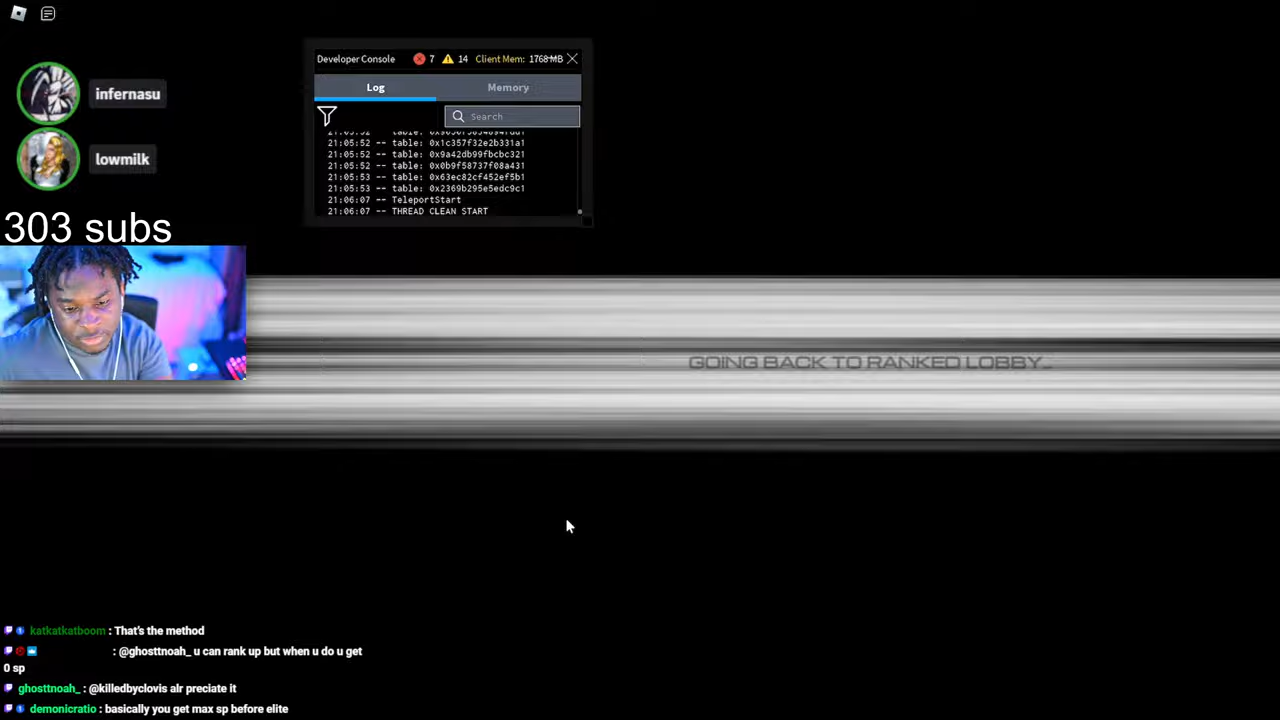 infernasu
lowmilk
303 subs
Developer Console 7 14 Client Mem: 1768 MB
Log Memory
Search
21:05:52 -- table: 0x1c357f32e2b331a1
21:05:52 -- table: 0x9a42db99fbcbc321
21:05:52 -- table: 0x0b9f58737f08a431
21:05:53 -- table: 0x63ec82cf452ef5b1
21:05:53 -- table: 0x2369b295e5edc9c1
21:06:07 -- TeleportStart
21:06:07 -- THREAD CLEAN START
GOING BACK TO RANKED LOBBY_
katkatkatboom : That's the method
: @ghosttnoah_ u can rank up but when u do u get
0 sp
ghosttnoah_ : @killedbyclovis alr preciate it
demonicratio : basically you get max sp before elite